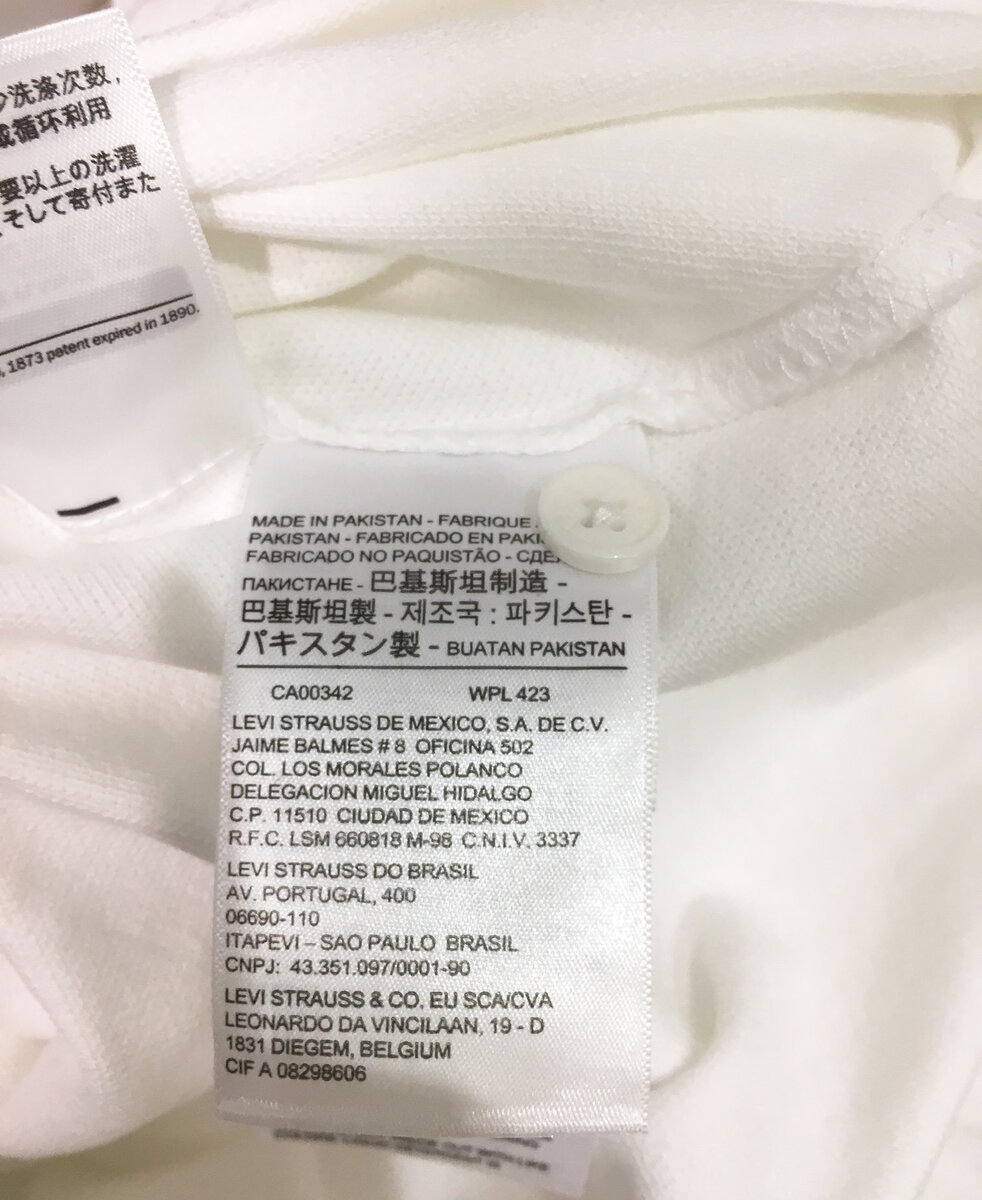 洗涤次数,
循环利用
要以上の洗濯
そして寄付また
1873 patent expired in 1890.
MADE IN PAKISTAN - FABRIQUE
PAKISTAN - FABRICADO EN
FABRICADO NO PAQUISTÃO -
ПАКИСТАНЕ - 巴基斯坦制造 -
巴基斯坦製 - 제조국 : 파키스탄 -
パキスタン製 - BUATAN PAKISTAN
CA00342 WPL 423
LEVI STRAUSS DE MEXICO, S.A. DE C.V.
JAIME BALMES # 8 OFICINA 502
COL. LOS MORALES POLANCO
DELEGACION MIGUEL HIDALGO
C.P. 11510 CIUDAD DE MEXICO
R.F.C. LSM 660818 M-98 C.N.I.V. 3337
LEVI STRAUSS DO BRASIL
AV. PORTUGAL, 400
06690-110
ITAPEVI – SAO PAULO BRASIL
CNPJ: 43.351.097/0001-90
LEVI STRAUSS & CO. EU SCA/CVA
LEONARDO DA VINCILAAN, 19 - D
1831 DIEGEM, BELGIUM
CIF A 08298606